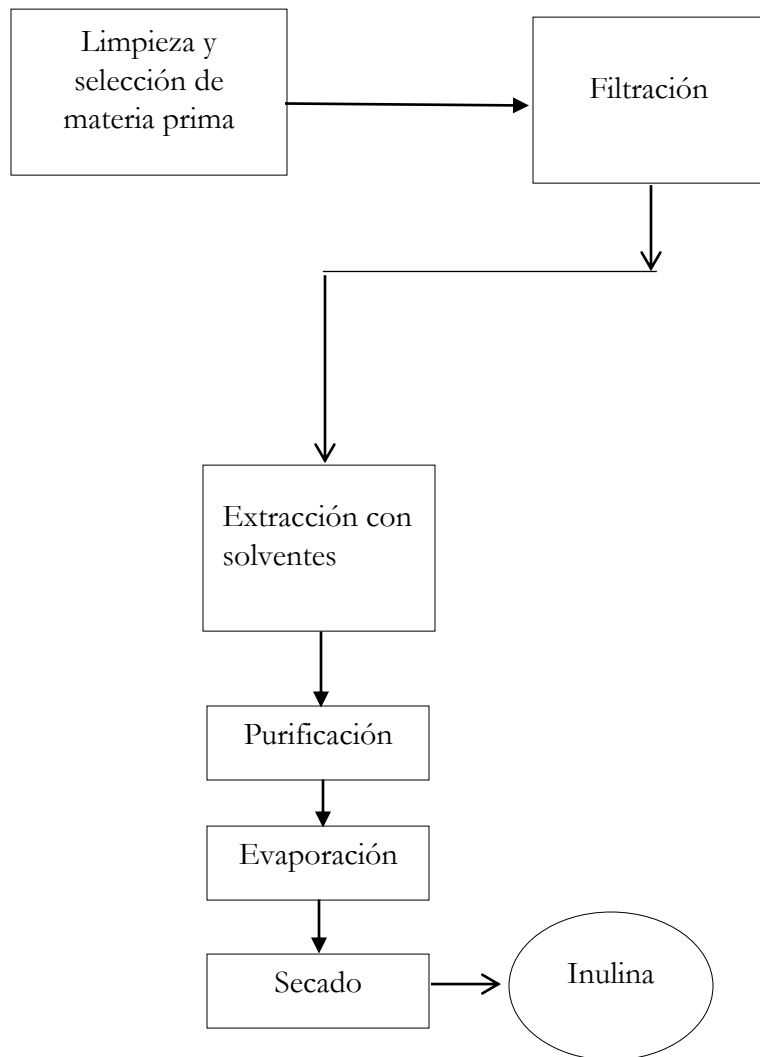 Limpieza y
selección de
materia prima
Filtración
Extracción con
solventes
Purificación
Evaporación
Secado
Inulina